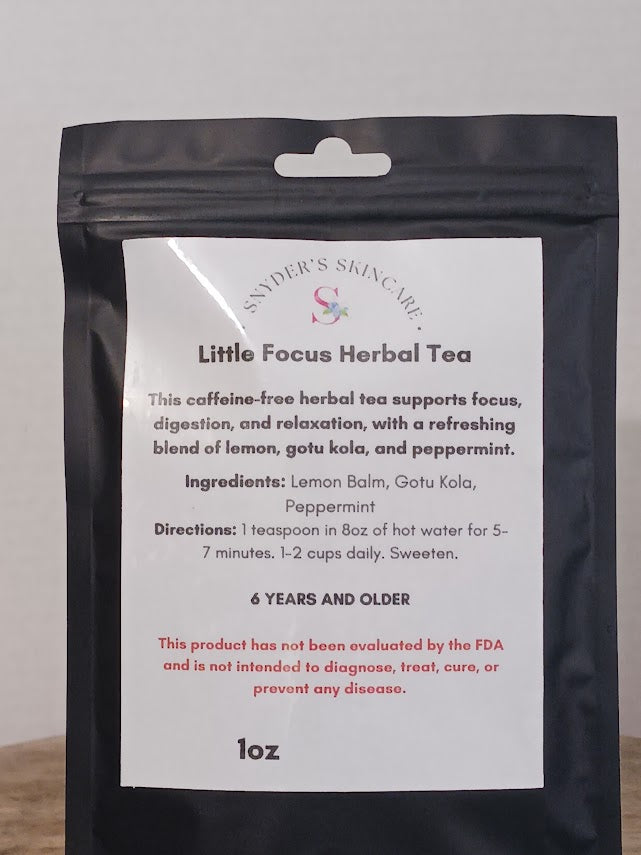 SNYDER'S SKINCARE
S
Little Focus Herbal Tea
This caffeine-free herbal tea supports focus,
digestion, and relaxation, with a refreshing
blend of lemon, gotu kola, and peppermint.
Ingredients: Lemon Balm, Gotu Kola,
Peppermint
Directions: 1 teaspoon in 8oz of hot water for 5-
7 minutes. 1-2 cups daily. Sweeten.
6 YEARS AND OLDER
This product has not been evaluated by the FDA
and is not intended to diagnose, treat, cure, or
prevent any disease.
1oz